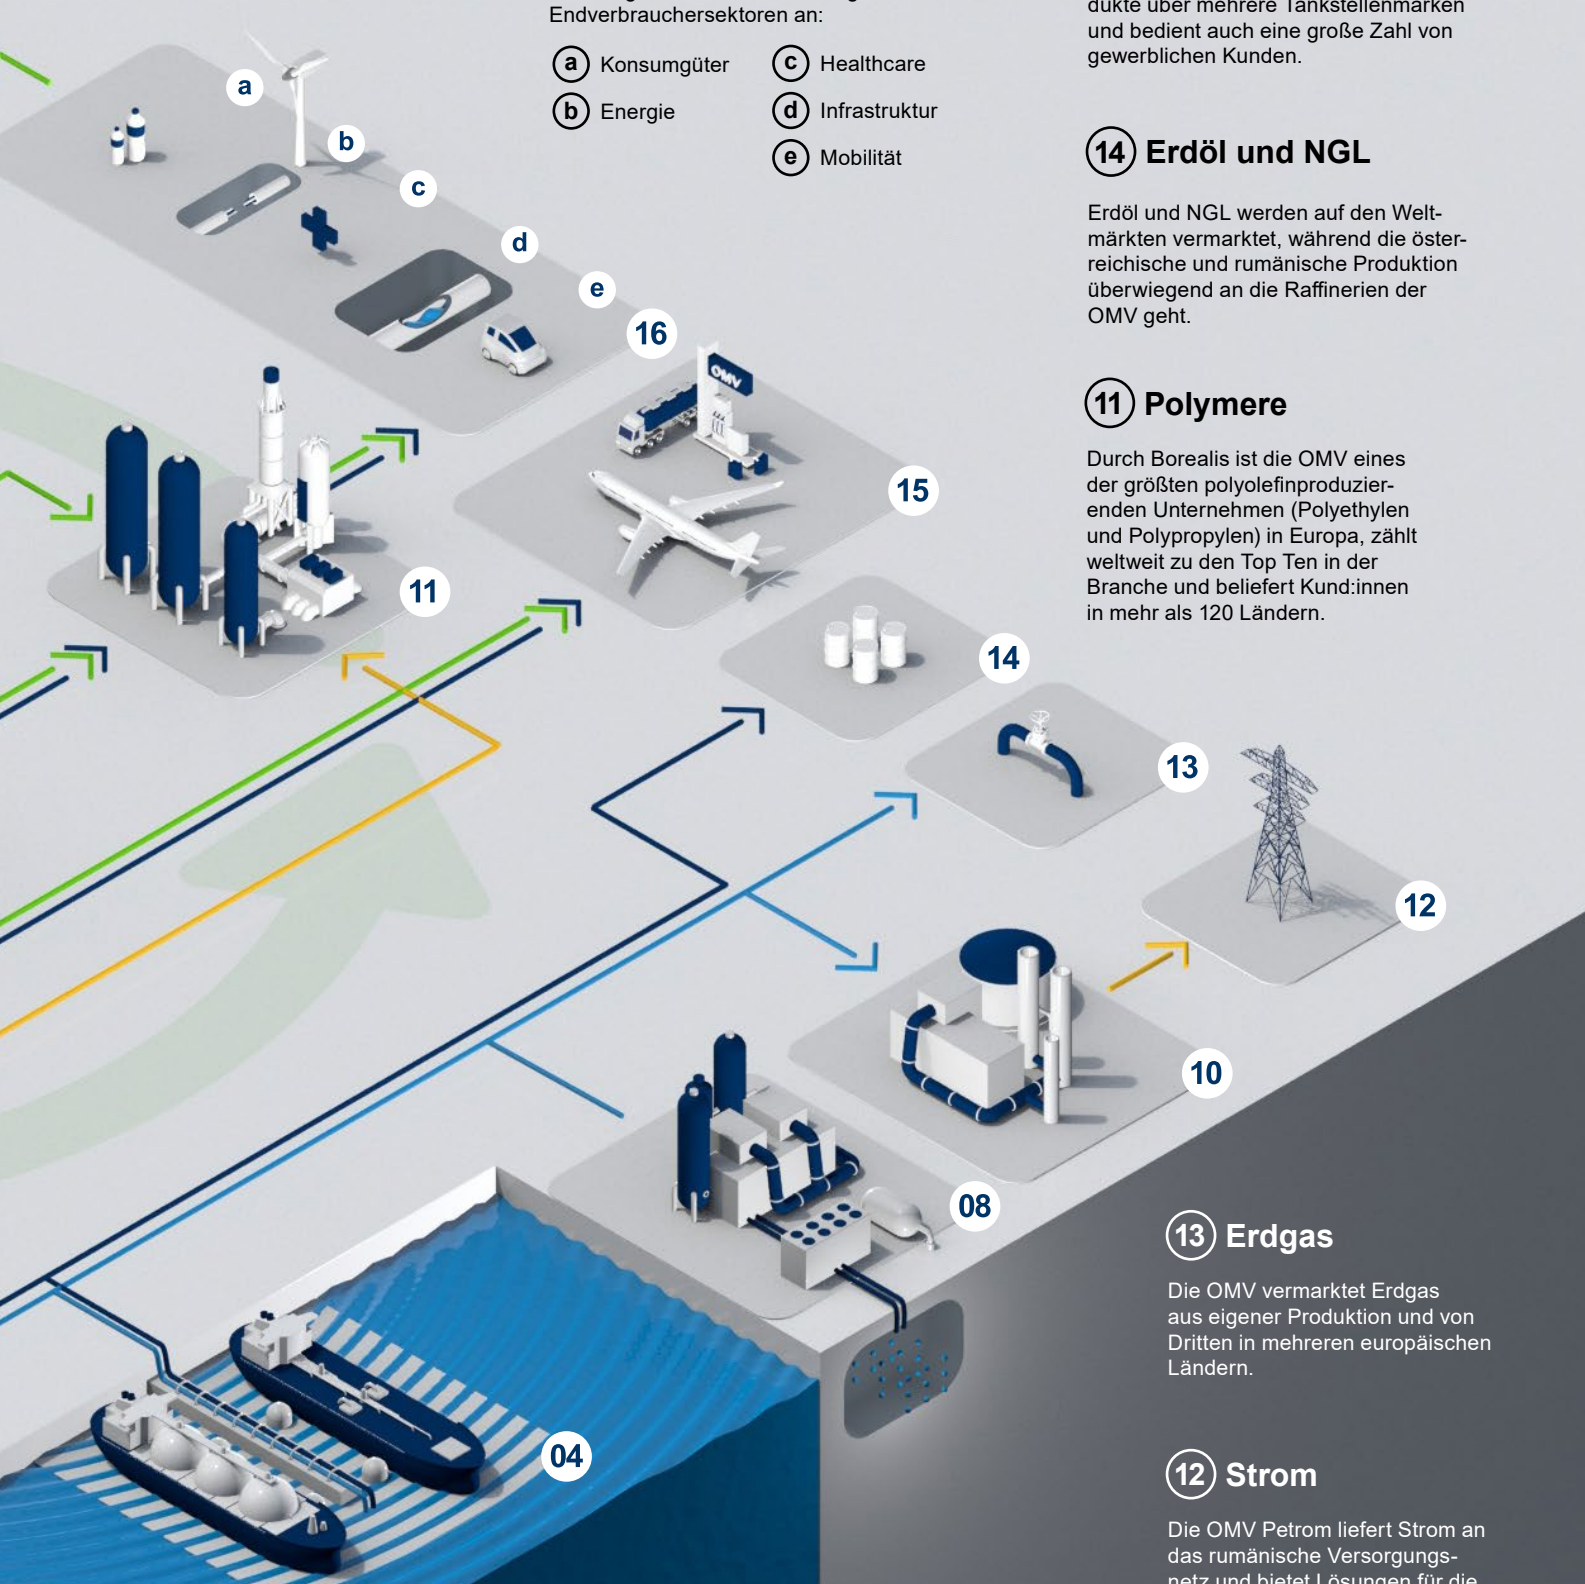 Endverbrauchersektoren an:
a Konsumgüter
b Energie
c Healthcare
d Infrastruktur
e Mobilität
dukte über mehrere Tankstellenmarken
und bedient auch eine große Zahl von
gewerblichen Kunden.
14 Erdöl und NGL
Erdöl und NGL werden auf den Welt-
märkten vermarktet, während die öster-
reichische und rumänische Produktion
überwiegend an die Raffinerien der
OMV geht.
11 Polymere
Durch Borealis ist die OMV eines
der größten polyolefinproduzier-
enden Unternehmen (Polyethylen
und Polypropylen) in Europa, zählt
weltweit zu den Top Ten in der
Branche und beliefert Kund:innen
in mehr als 120 Ländern.
a
b
c
d
e
16
OMV
15
11
14
13
12
10
08
04
13 Erdgas
Die OMV vermarktet Erdgas
aus eigener Produktion und von
Dritten in mehreren europäischen
Ländern.
12 Strom
Die OMV Petrom liefert Strom an
das rumänische Versorgungs-
netz und bietet Lösungen für die